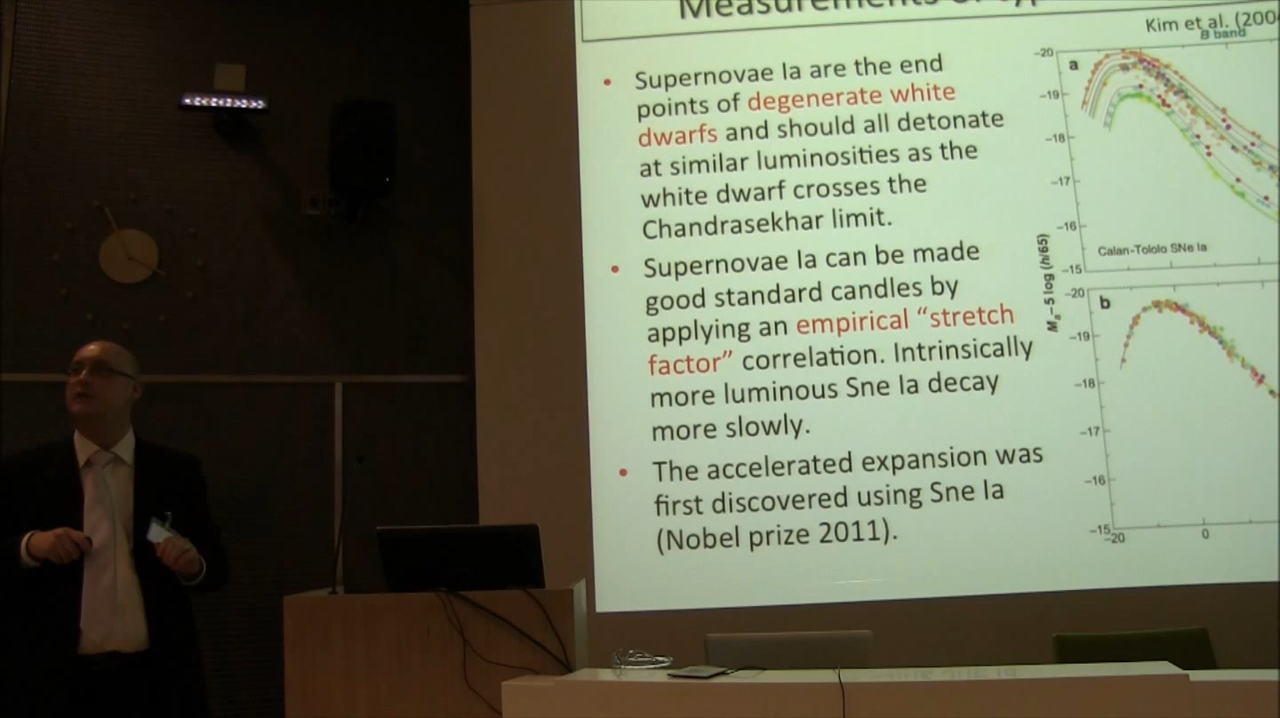 Measurements of Ty
Kim et al. (200
B band
• Supernovae Ia are the end
points of degenerate white
dwarfs and should all detonate
at similar luminosities as the
white dwarf crosses the
Chandrasekhar limit.
• Supernovae Ia can be made
good standard candles by
applying an empirical “stretch
factor” correlation. Intrinsically
more luminous Sne Ia decay
more slowly.
• The accelerated expansion was
first discovered using Sne Ia
(Nobel prize 2011).
–20
a
–19
–18
–17
–16
Calan-Tololo SNe Ia
–15
–5 log (h/65)
–20
b
–19
–18
–17
–16
–15
–20
0